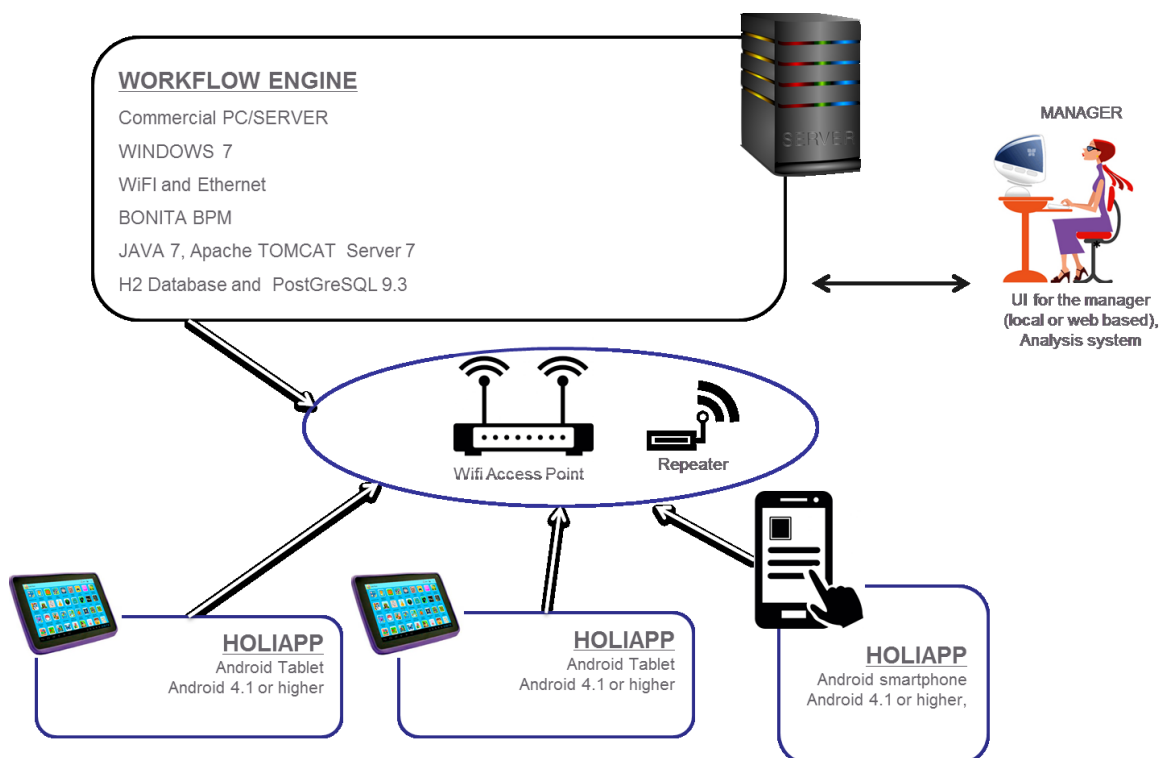 WORKFLOW ENGINE
Commercial PC/SERVER
WINDOWS 7
WiFI and Ethernet
BONITA BPM
JAVA 7, Apache TOMCAT Server 7
H2 Database and PostGreSQL 9.3
SERVER
MANAGER
UI for the manager
(local or web based),
Analysis system
Wifi Access Point
Repeater
HOLIAPP
Android Tablet
Android 4.1 or higher
HOLIAPP
Android Tablet
Android 4.1 or higher
HOLIAPP
Android smartphone
Android 4.1 or higher,